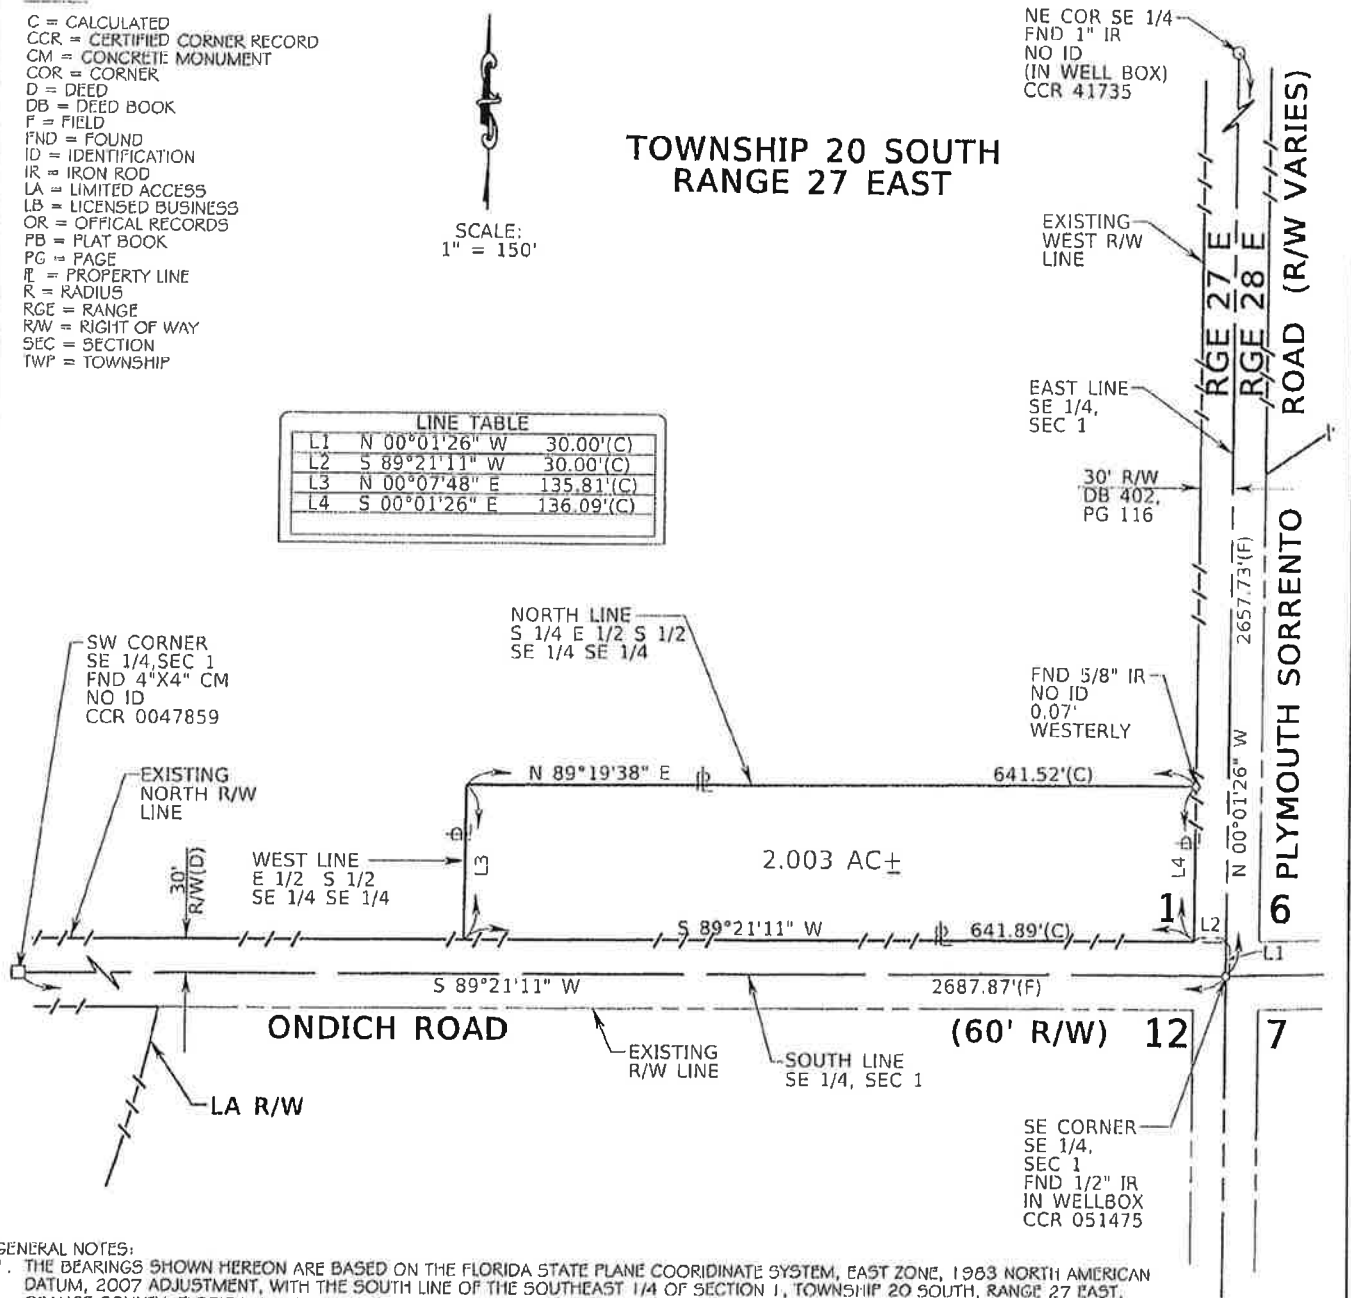 C = CALCULATED
CCR = CERTIFIED CORNER RECORD
CM = CONCRETE MONUMENT
COR = CORNER
D = DEED
DB = DEED BOOK
F = FIELD
FND = FOUND
ID = IDENTIFICATION
IR = IRON ROD
LA = LIMITED ACCESS
LB = LICENSED BUSINESS
OR = OFFICAL RECORDS
PB = PLAT BOOK
PG = PAGE
PL = PROPERTY LINE
R = RADIUS
RGE = RANGE
R/W = RIGHT OF WAY
SEC = SECTION
TWP = TOWNSHIP
SCALE:
1" = 150'
TOWNSHIP 20 SOUTH
RANGE 27 EAST
NE COR SE 1/4
FND 1" IR
NO ID
(IN WELL BOX)
CCR 41735
EXISTING
WEST R/W
LINE
RGE 27 E
RGE 28 E
PLYMOUTH SORRENTO ROAD (R/W VARIES)
EAST LINE
SE 1/4,
SEC 1
30' R/W
DB 402,
PG 116
2657.73'(F)
N 00°01'26" W
LINE TABLE
L1 N 00°01'26" W 30.00'(C)
L2 S 89°21'11" W 30.00'(C)
L3 N 00°07'48" E 135.81'(C)
L4 S 00°01'26" E 136.09'(C)
NORTH LINE
S 1/4 E 1/2 S 1/2
SE 1/4 SE 1/4
SW CORNER
SE 1/4,SEC 1
FND 4"X4" CM
NO ID
CCR 0047859
FND 5/8" IR
NO ID
0.07'
WESTERLY
EXISTING
NORTH R/W
LINE
N 89°19'38" E PL 641.52'(C)
30'
R/W(D)
WEST LINE
E 1/2 S 1/2
SE 1/4 SE 1/4
PL
L3
2.003 AC±
PL
L4
1
6
S 89°21'11" W PL 641.89'(C)
L2
L1
S 89°21'11" W 2687.87'(F)
ONDICH ROAD (60' R/W)
12
7
EXISTING
R/W LINE
SOUTH LINE
SE 1/4, SEC 1
LA R/W
SE CORNER
SE 1/4,
SEC 1
FND 1/2" IR
IN WELLBOX
CCR 051475
GENERAL NOTES:
THE BEARINGS SHOWN HEREON ARE BASED ON THE FLORIDA STATE PLANE COORIDINATE SYSTEM, EAST ZONE, 1983 NORTH AMERICAN
DATUM, 2007 ADJUSTMENT, WITH THE SOUTH LINE OF THE SOUTHEAST 1/4 OF SECTION 1, TOWNSHIP 20 SOUTH, RANGE 27 EAST,